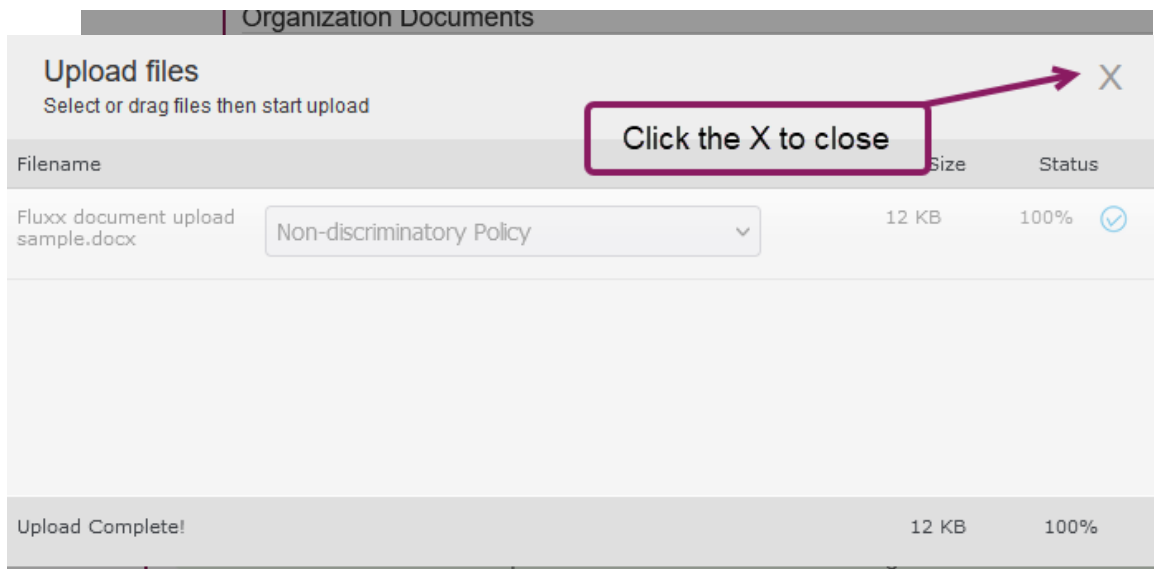 Organization Documents
Upload files
X
Select or drag files then start upload
Click the X to close
Filename Size Status
Fluxx document upload
sample.docx
Non-discriminatory Policy
12 KB 100%
Upload Complete! 12 KB 100%